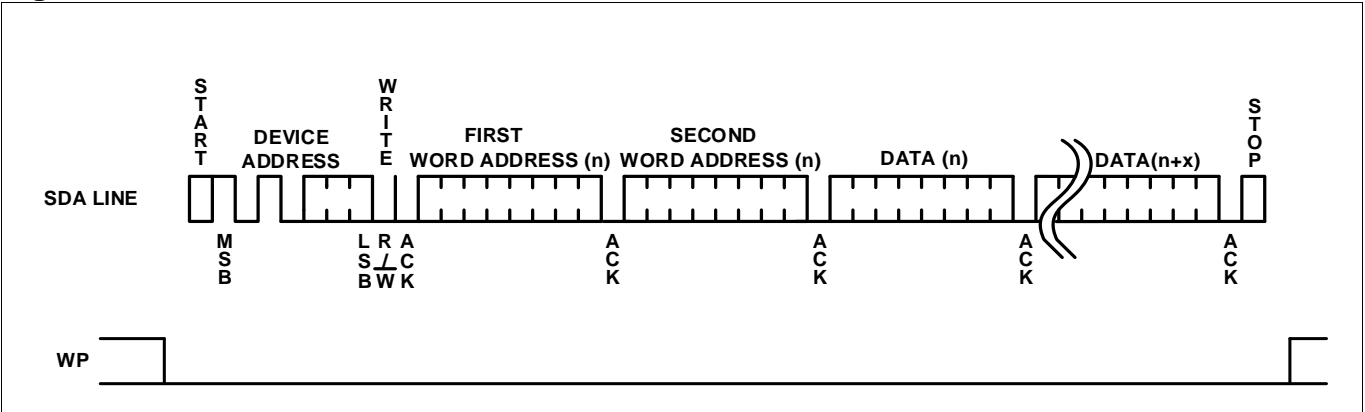 START
WRITE
STOP
DEVICE
ADDRESS
FIRST
WORD ADDRESS (n)
SECOND
WORD ADDRESS (n)
DATA (n)
DATA(n+x)
SDA LINE
MSB
LSB
R/W
ACK
ACK
ACK
ACK
ACK
WP